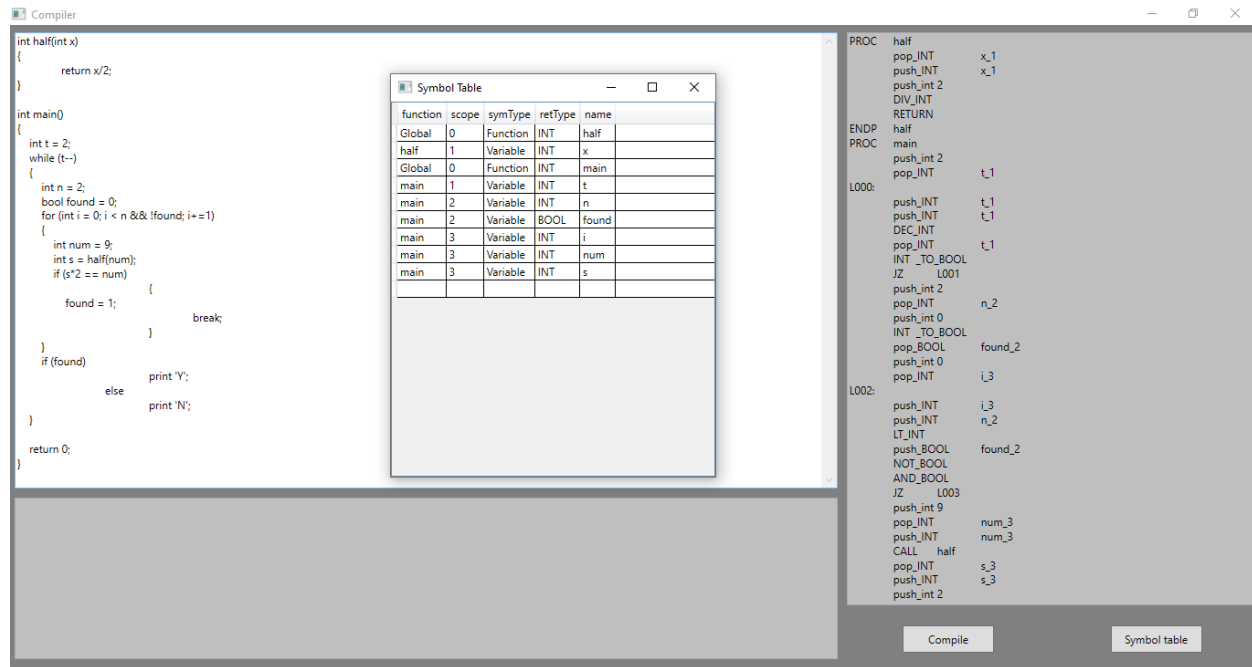 Compiler
int half(int x)
{
return x/2;
}
int main()
{
int t = 2;
while (t--)
{
int n = 2;
bool found = 0;
for (int i = 0; i < n && !found; i+=1)
{
int num = 9;
int s = half(num);
if (s*2 == num)
{
found = 1;
break;
}
}
if (found)
print 'Y';
else
print 'N';
}
return 0;
}
Symbol Table
function scope symType retType name
Global 0 Function INT half
half 1 Variable INT x
Global 0 Function INT main
main 1 Variable INT t
main 2 Variable INT n
main 2 Variable BOOL found
main 3 Variable INT i
main 3 Variable INT num
main 3 Variable INT s
PROC half
pop_INT x_1
push_INT x_1
push_int 2
DIV_INT
RETURN
ENDP half
PROC main
push_int 2
pop_INT t_1
L000:
push_INT t_1
push_INT t_1
DEC_INT
pop_INT t_1
INT _TO_BOOL
JZ L001
push_int 2
pop_INT n_2
push_int 0
INT _TO_BOOL
pop_BOOL found_2
push_int 0
pop_INT i_3
L002:
push_INT i_3
push_INT n_2
LT_INT
push_BOOL found_2
NOT_BOOL
AND_BOOL
JZ L003
push_int 9
pop_INT num_3
push_INT num_3
CALL half
pop_INT s_3
push_INT s_3
push_int 2
Compile
Symbol table